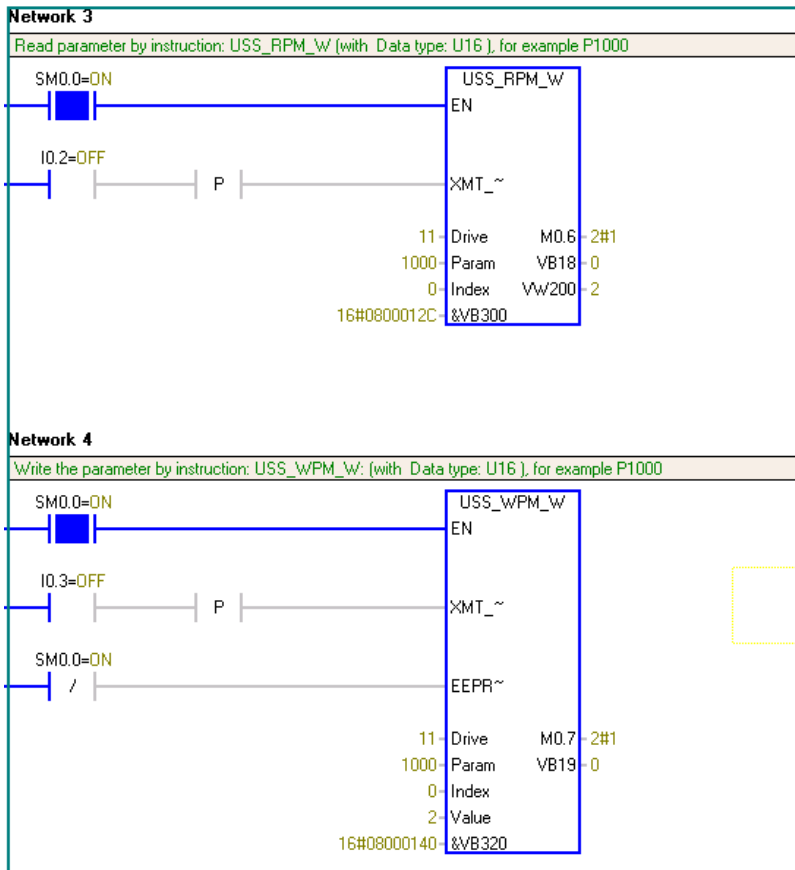 Network 3
Read parameter by instruction: USS_RPM_W (with Data type: U16 ), for example P1000
SM0.0=ON
USS_RPM_W
EN
I0.2=OFF
P
XMT_~
11 Drive M0.6 2#1
1000 Param VB18 0
0 Index VW200 2
16#0800012C &VB300
Network 4
Write the parameter by instruction: USS_WPM_W: (with Data type: U16 ), for example P1000
SM0.0=ON
USS_WPM_W
EN
I0.3=OFF
P
XMT_~
SM0.0=ON
/
EEPR~
11 Drive M0.7 2#1
1000 Param VB19 0
0 Index
2 Value
16#08000140 &VB320